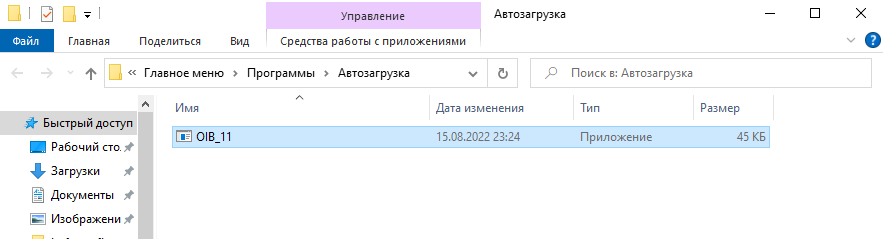 Управление
Автозагрузка
Файл Главная Поделиться Вид Средства работы с приложениями
« Главное меню › Программы › Автозагрузка
Поиск в: Автозагрузка
Имя Дата изменения Тип Размер
Быстрый доступ
OIB_11 15.08.2022 23:24 Приложение 45 КБ
Рабочий сто.
Загрузки
Документы
Изображени